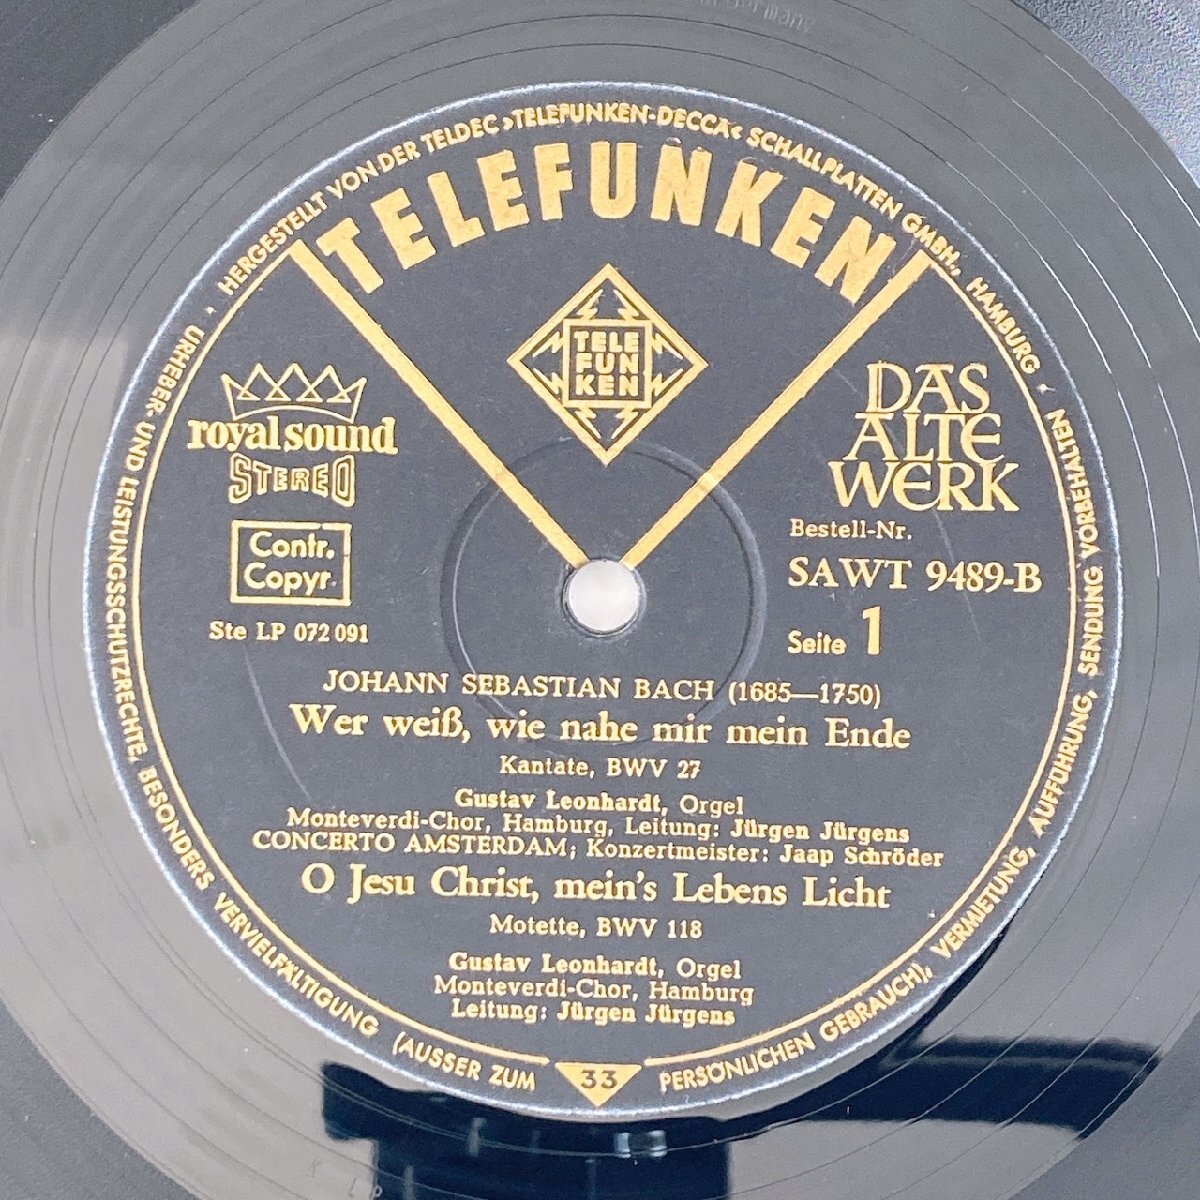 HERGESTELLT VON DER TELDEC ›TELEFUNKEN-DECCA‹ SCHALLPLATTEN GMBH., HAMBURG · URHEBER- UND LEISTUNGSSCHUTZRECHTE, BESONDERS VERVIELFÄLTIGUNG (AUSSER ZUM PERSÖNLICHEN GEBRAUCH), VERMIETUNG, AUFFÜHRUNG, SENDUNG VORBEHALTEN ·
TELEFUNKEN
TELE
FUN
KEN
royal sound
STEREO
Contr.
Copyr.
Ste LP 072 091
DAS
ALTE
WERK
Bestell-Nr.
SAWT 9489-B
Seite 1
JOHANN SEBASTIAN BACH (1685—1750)
Wer weiß, wie nahe mir mein Ende
Kantate, BWV 27
Gustav Leonhardt, Orgel
Monteverdi-Chor, Hamburg, Leitung: Jürgen Jürgens
CONCERTO AMSTERDAM; Konzertmeister: Jaap Schröder
O Jesu Christ, mein's Lebens Licht
Motette, BWV 118
Gustav Leonhardt, Orgel
Monteverdi-Chor, Hamburg
Leitung: Jürgen Jürgens
33